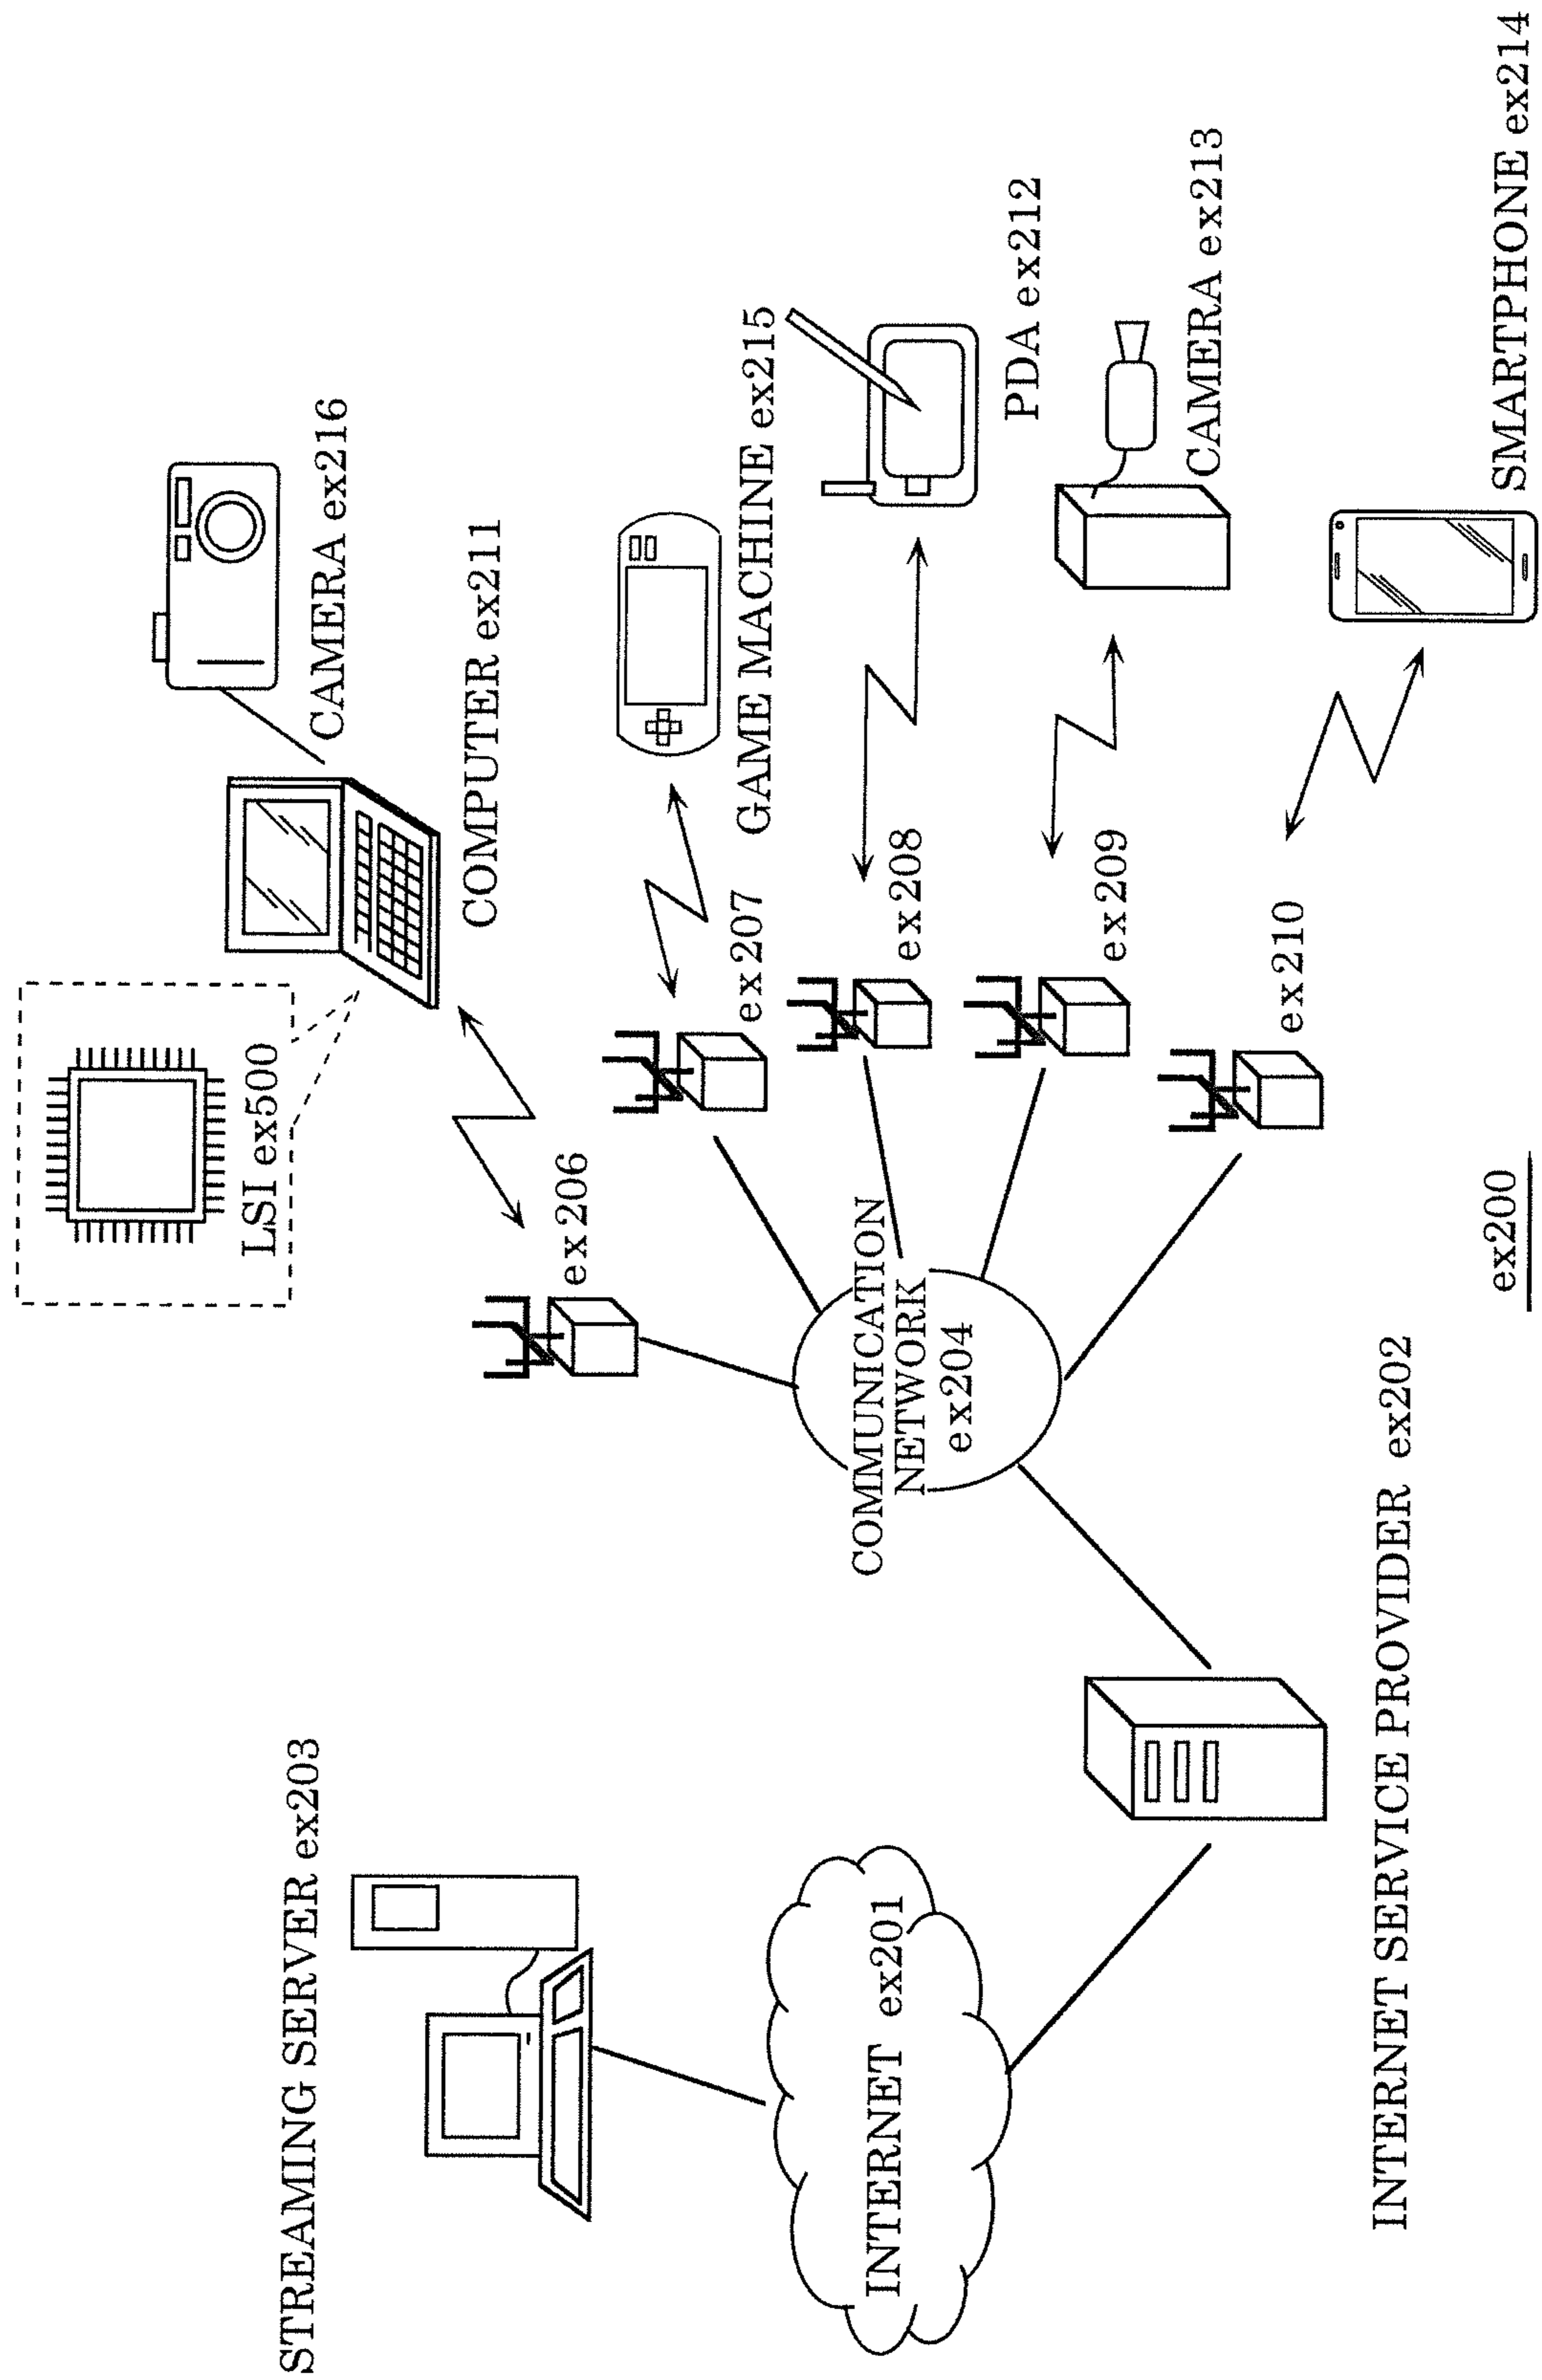 STREAMING SERVER ex203
LSI ex500
CAMERA ex216
COMPUTER ex211
ex206
GAME MACHINE ex215
ex207
INTERNET ex201
COMMUNICATION
NETWORK
ex204
ex208
PDA ex212
ex209
CAMERA ex213
ex210
INTERNET SERVICE PROVIDER ex202
ex200
SMARTPHONE ex214